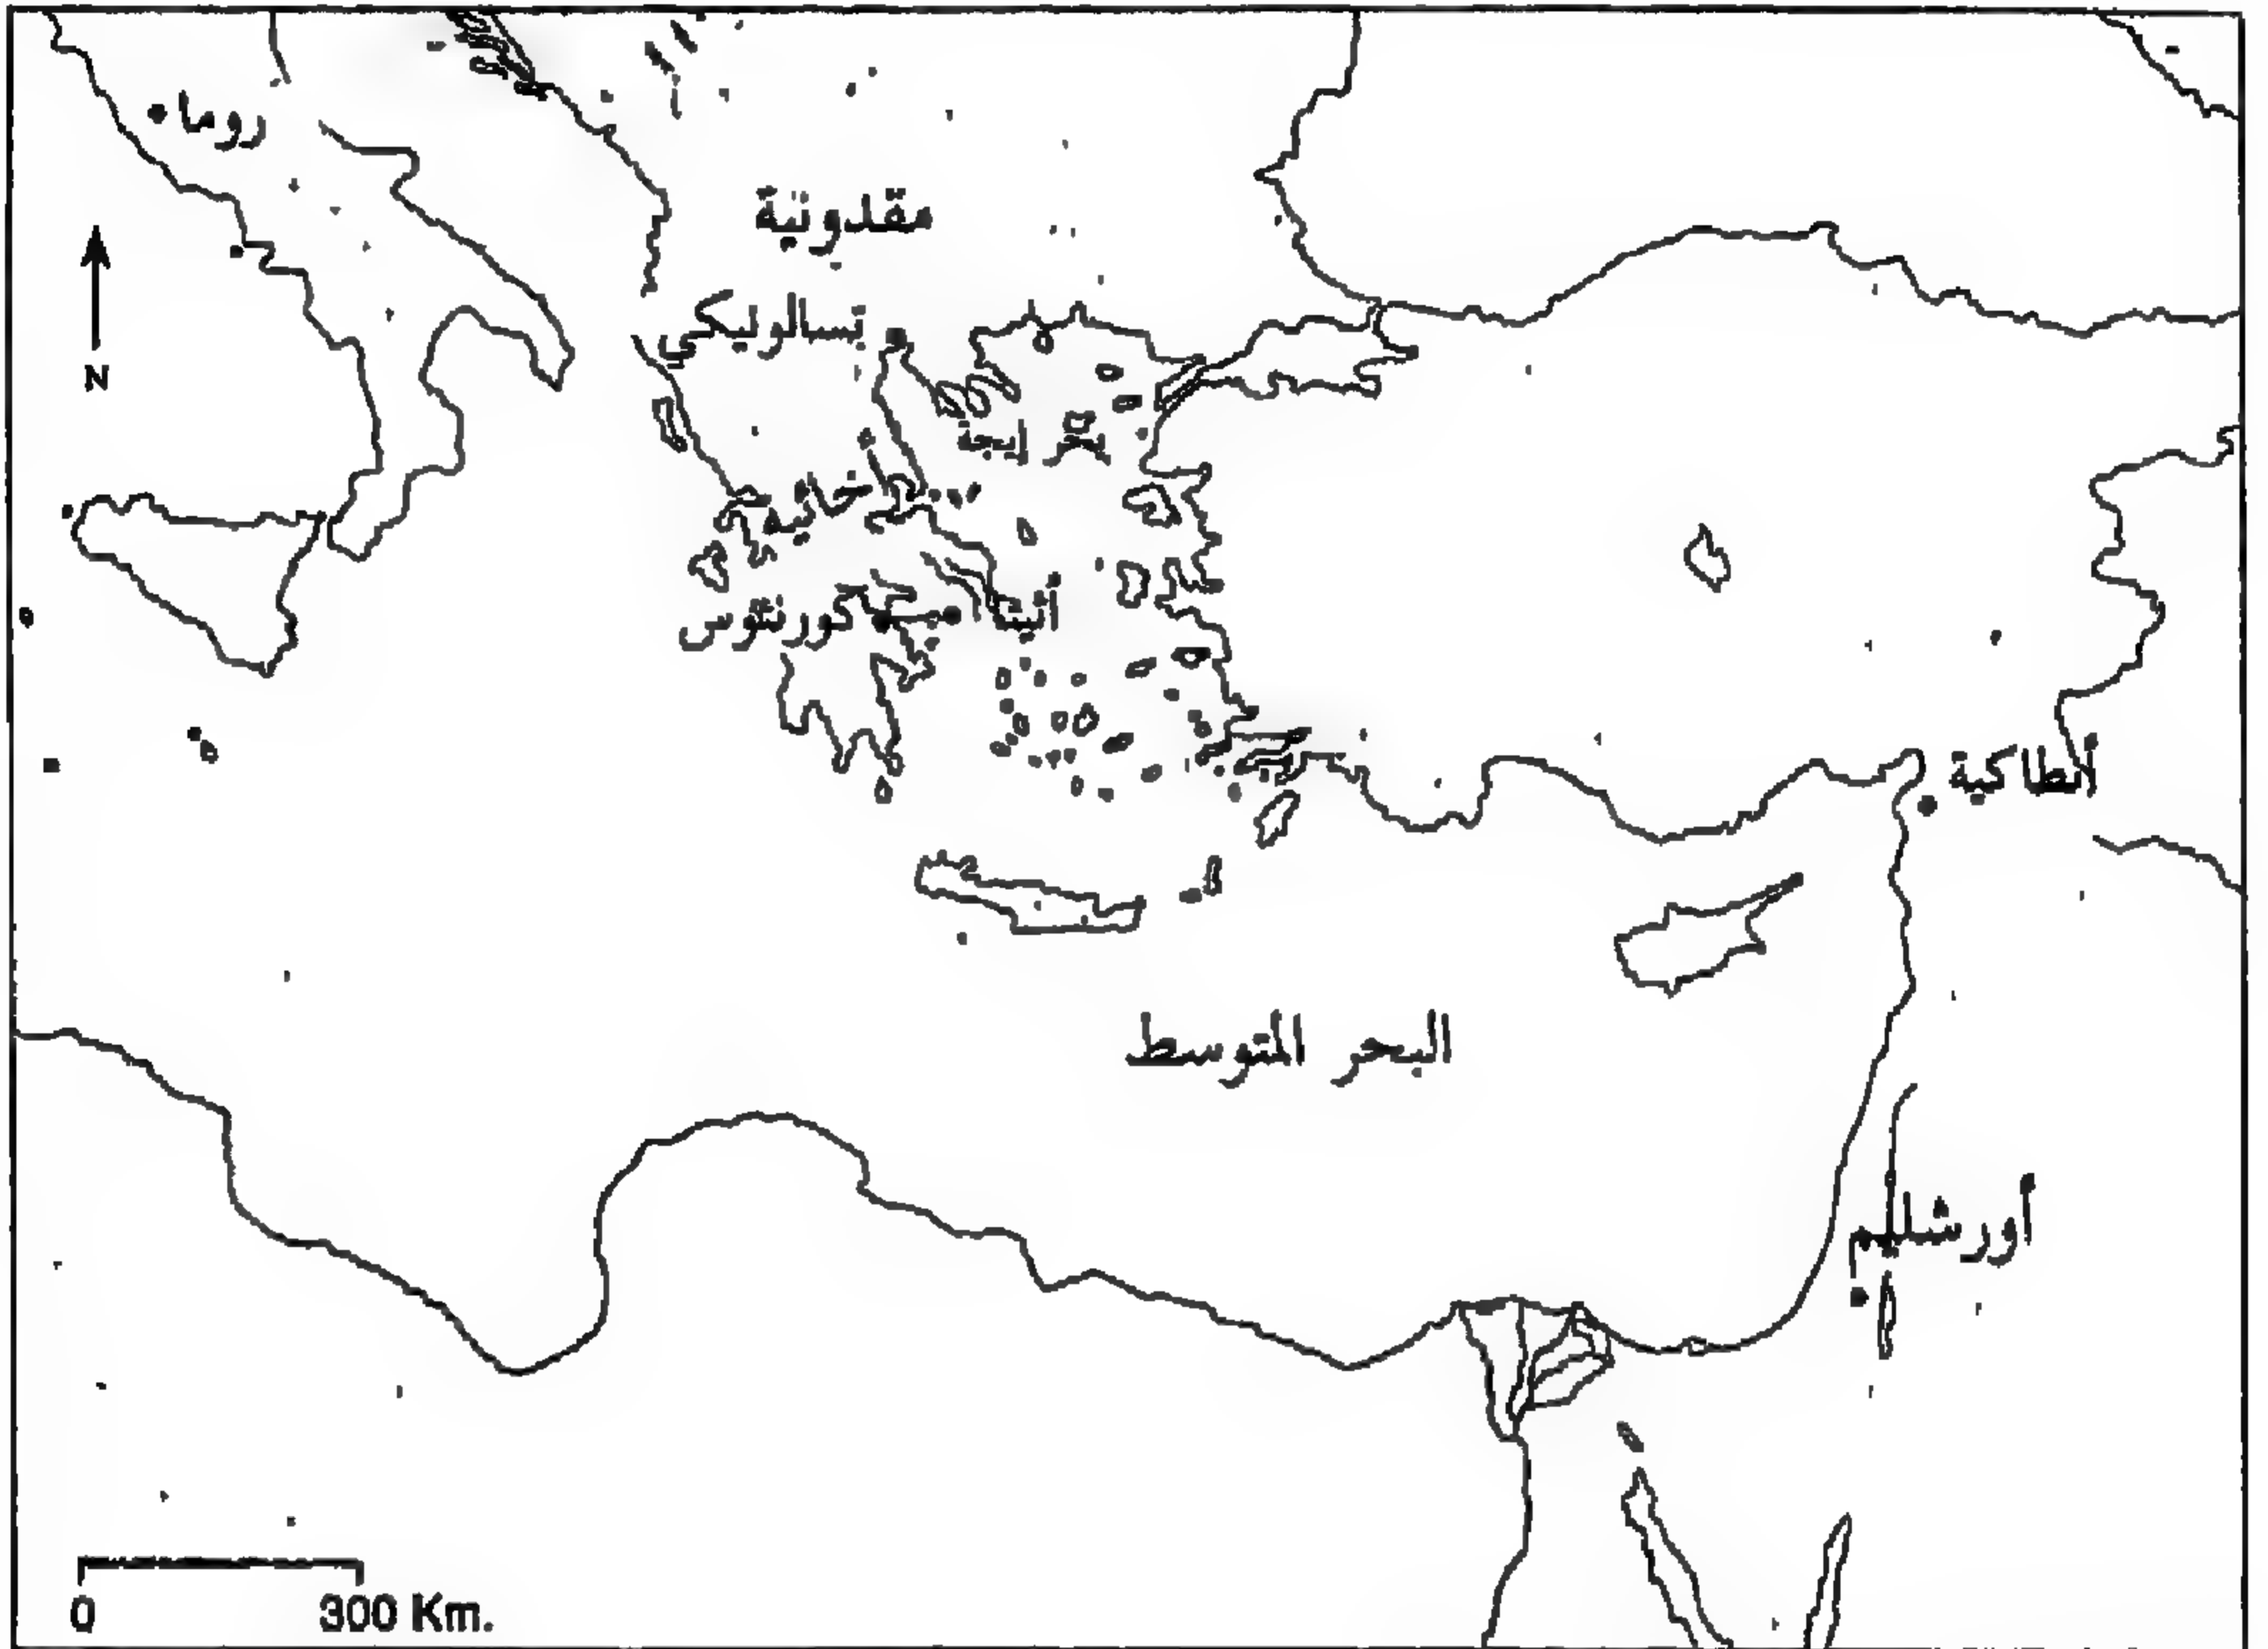 روما
مقدونية
تسالونيكي
بحر إيجة
أخائية
كورنثوس
أثينا
أنطاكية
البحر المتوسط
أورشليم
N
0 300 Km.